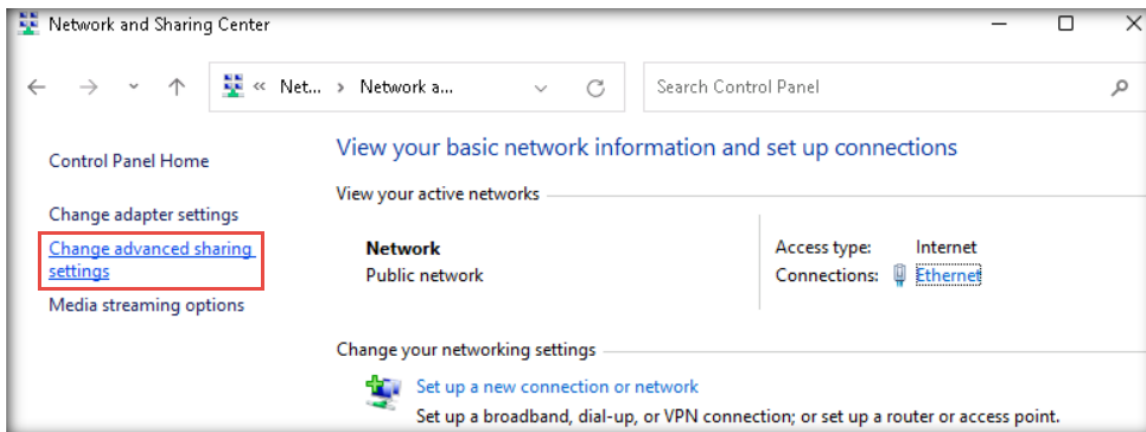 Network and Sharing Center
« Net... › Network a...
Search Control Panel
Control Panel Home
Change adapter settings
Change advanced sharing
settings
Media streaming options
View your basic network information and set up connections
View your active networks
Network
Public network
Access type: Internet
Connections: Ethernet
Change your networking settings
Set up a new connection or network
Set up a broadband, dial-up, or VPN connection; or set up a router or access point.